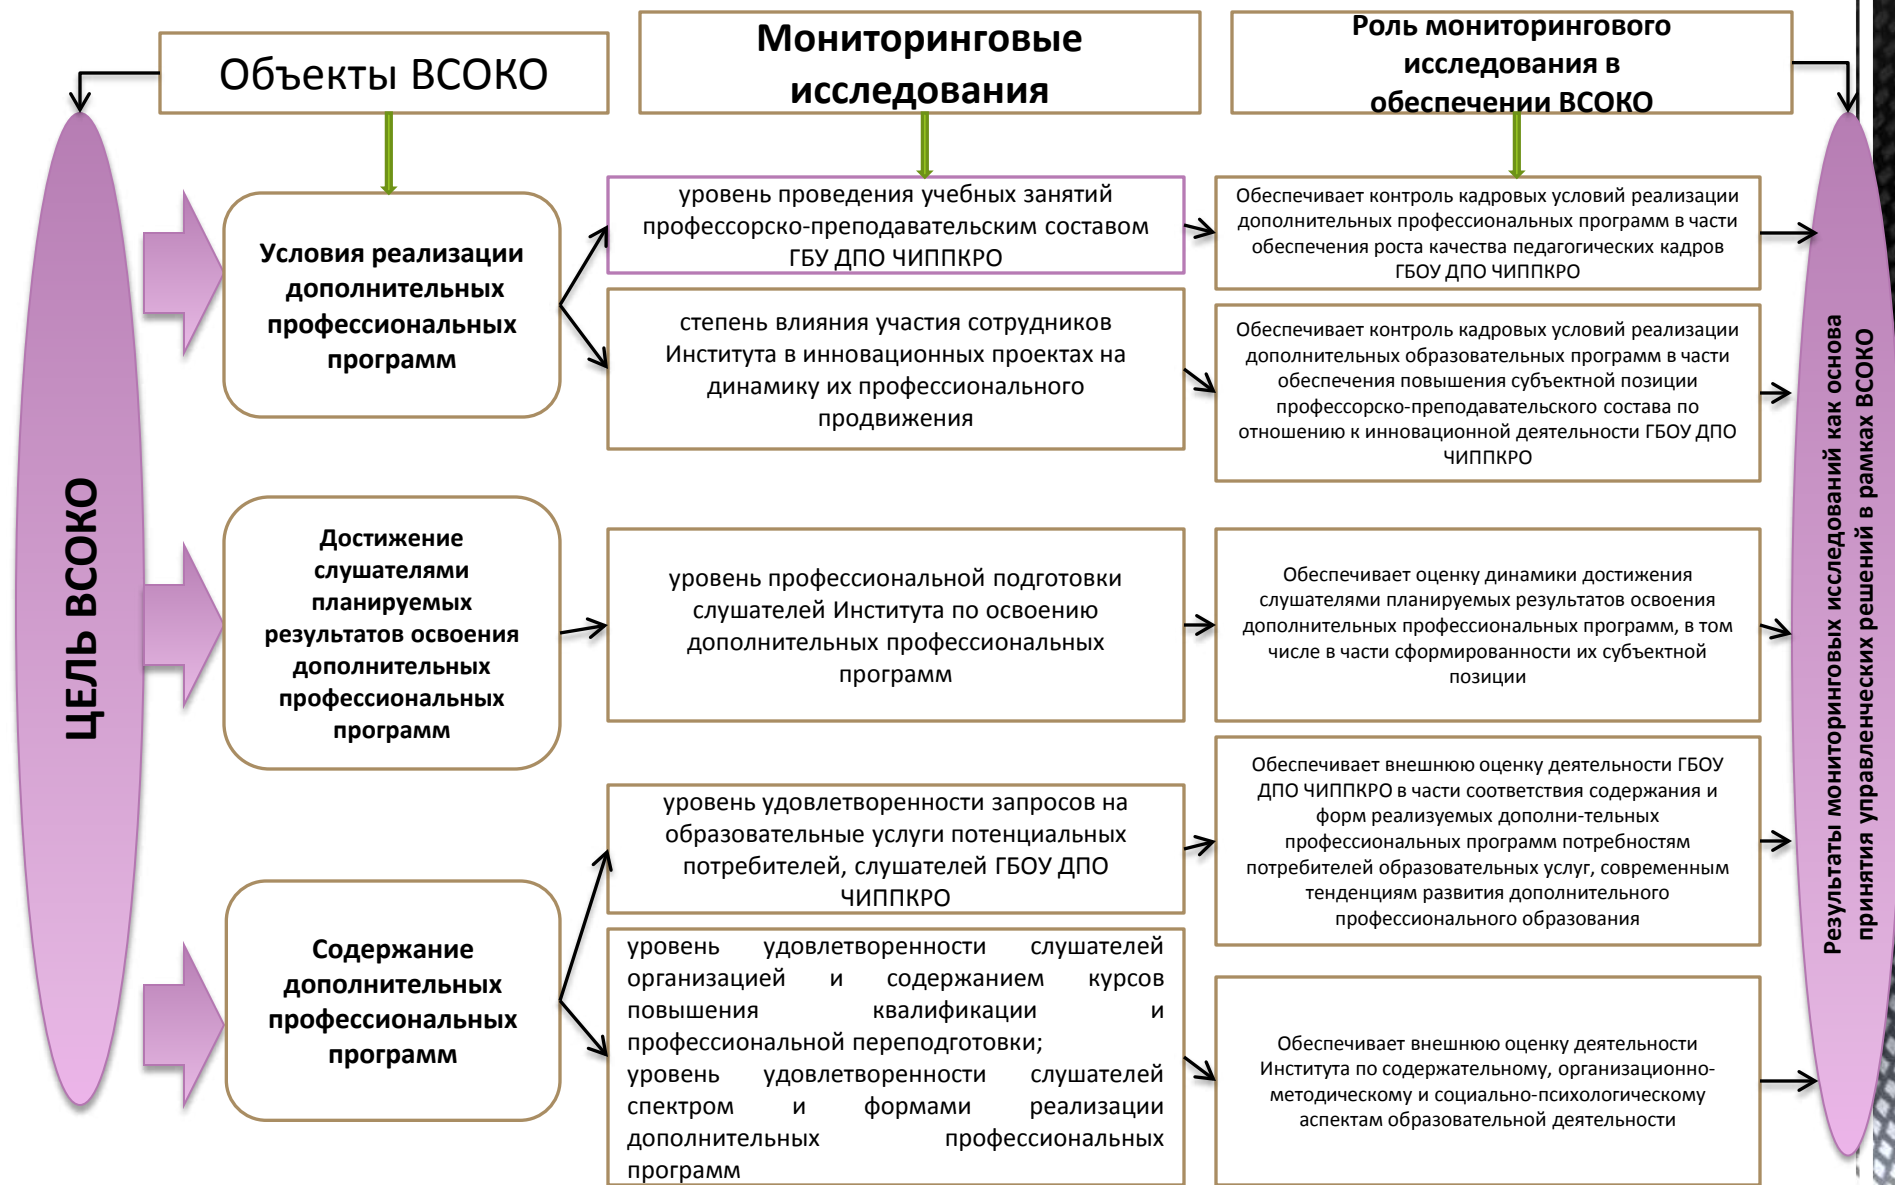 Объекты ВСОКО
Мониторинговые
исследования
Роль мониторингового
исследования в
обеспечении ВСОКО
ЦЕЛЬ ВСОКО
Условия реализации
дополнительных
профессиональных
программ
уровень проведения учебных занятий
профессорско-преподавательским составом
ГБУ ДПО ЧИППКРО
Обеспечивает контроль кадровых условий реализации
дополнительных профессиональных программ в части
обеспечения роста качества педагогических кадров
ГБОУ ДПО ЧИППКРО
степень влияния участия сотрудников
Института в инновационных проектах на
динамику их профессионального
продвижения
Обеспечивает контроль кадровых условий реализации
дополнительных образовательных программ в части
обеспечения повышения субъектной позиции
профессорско-преподавательского состава по
отношению к инновационной деятельности ГБОУ ДПО
ЧИППКРО
Достижение
слушателями
планируемых
результатов освоения
дополнительных
профессиональных
программ
уровень профессиональной подготовки
слушателей Института по освоению
дополнительных профессиональных
программ
Обеспечивает оценку динамики достижения
слушателями планируемых результатов освоения
дополнительных профессиональных программ, в том
числе в части сформированности их субъектной
позиции
Содержание
дополнительных
профессиональных
программ
уровень удовлетворенности запросов на
образовательные услуги потенциальных
потребителей, слушателей ГБОУ ДПО
ЧИППКРО
Обеспечивает внешнюю оценку деятельности ГБОУ
ДПО ЧИППКРО в части соответствия содержания и
форм реализуемых дополни-тельных
профессиональных программ потребностям
потребителей образовательных услуг, современным
тенденциям развития дополнительного
профессионального образования
уровень удовлетворенности слушателей
организацией и содержанием курсов
повышения квалификации и
профессиональной переподготовки;
уровень удовлетворенности слушателей
спектром и формами реализации
дополнительных профессиональных
программ
Обеспечивает внешнюю оценку деятельности
Института по содержательному, организационно-
методическому и социально-психологическому
аспектам образовательной деятельности
Результаты мониторинговых исследований как основа
принятия управленческих решений в рамках ВСОКО